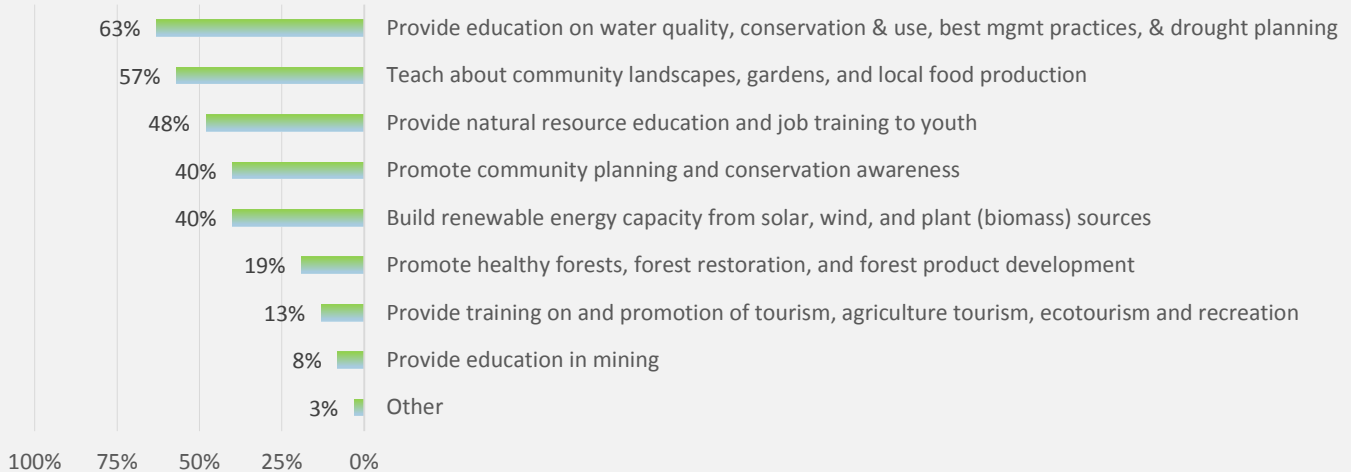 63% Provide education on water quality, conservation & use, best mgmt practices, & drought planning
57% Teach about community landscapes, gardens, and local food production
48% Provide natural resource education and job training to youth
40% Promote community planning and conservation awareness
40% Build renewable energy capacity from solar, wind, and plant (biomass) sources
19% Promote healthy forests, forest restoration, and forest product development
13% Provide training on and promotion of tourism, agriculture tourism, ecotourism and recreation
8% Provide education in mining
3% Other
100% 75% 50% 25% 0%